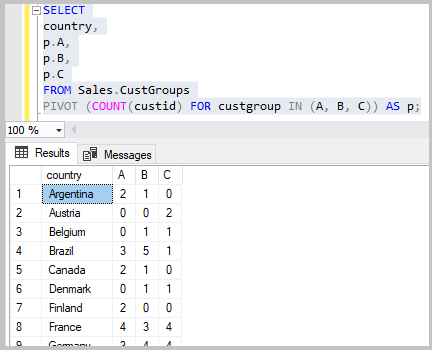 SELECT
country,
p.A,
p.B,
p.C
FROM Sales.CustGroups
PIVOT (COUNT(custid) FOR custgroup IN (A, B, C)) AS p;
100 %
Results Messages
country A B C
1 Argentina 2 1 0
2 Austria 0 0 2
3 Belgium 0 1 1
4 Brazil 3 5 1
5 Canada 2 1 0
6 Denmark 0 1 1
7 Finland 2 0 0
8 France 4 3 4
9 Germany 3 4 4